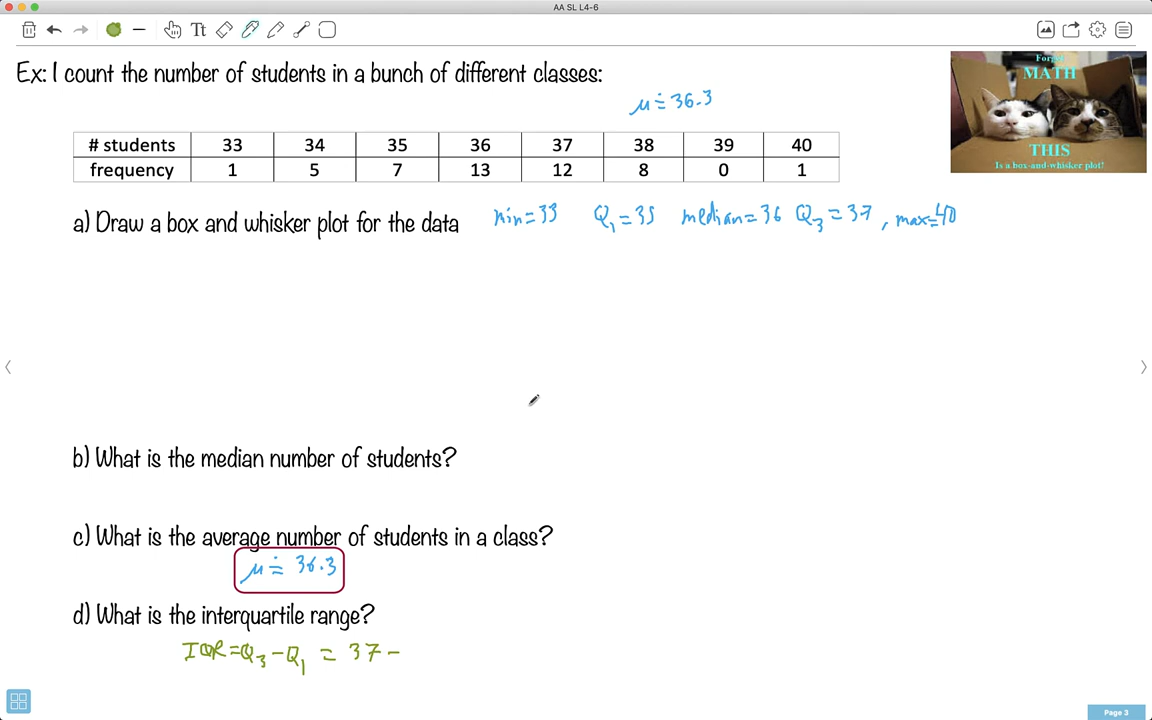 AA SL L4-6
Tt
Ex: I count the number of students in a bunch of different classes:
Forget
MATH
THIS
Is a box-and-whisker plot!
μ ≐ 36.3
# students 33 34 35 36 37 38 39 40
frequency 1 5 7 13 12 8 0 1
a) Draw a box and whisker plot for the data min=33 Q₁=35 median=36 Q₃=37, max=40
b) What is the median number of students?
c) What is the average number of students in a class?
μ ≐ 36.3
d) What is the interquartile range?
IQR=Q₃-Q₁ = 37 -
Page 3